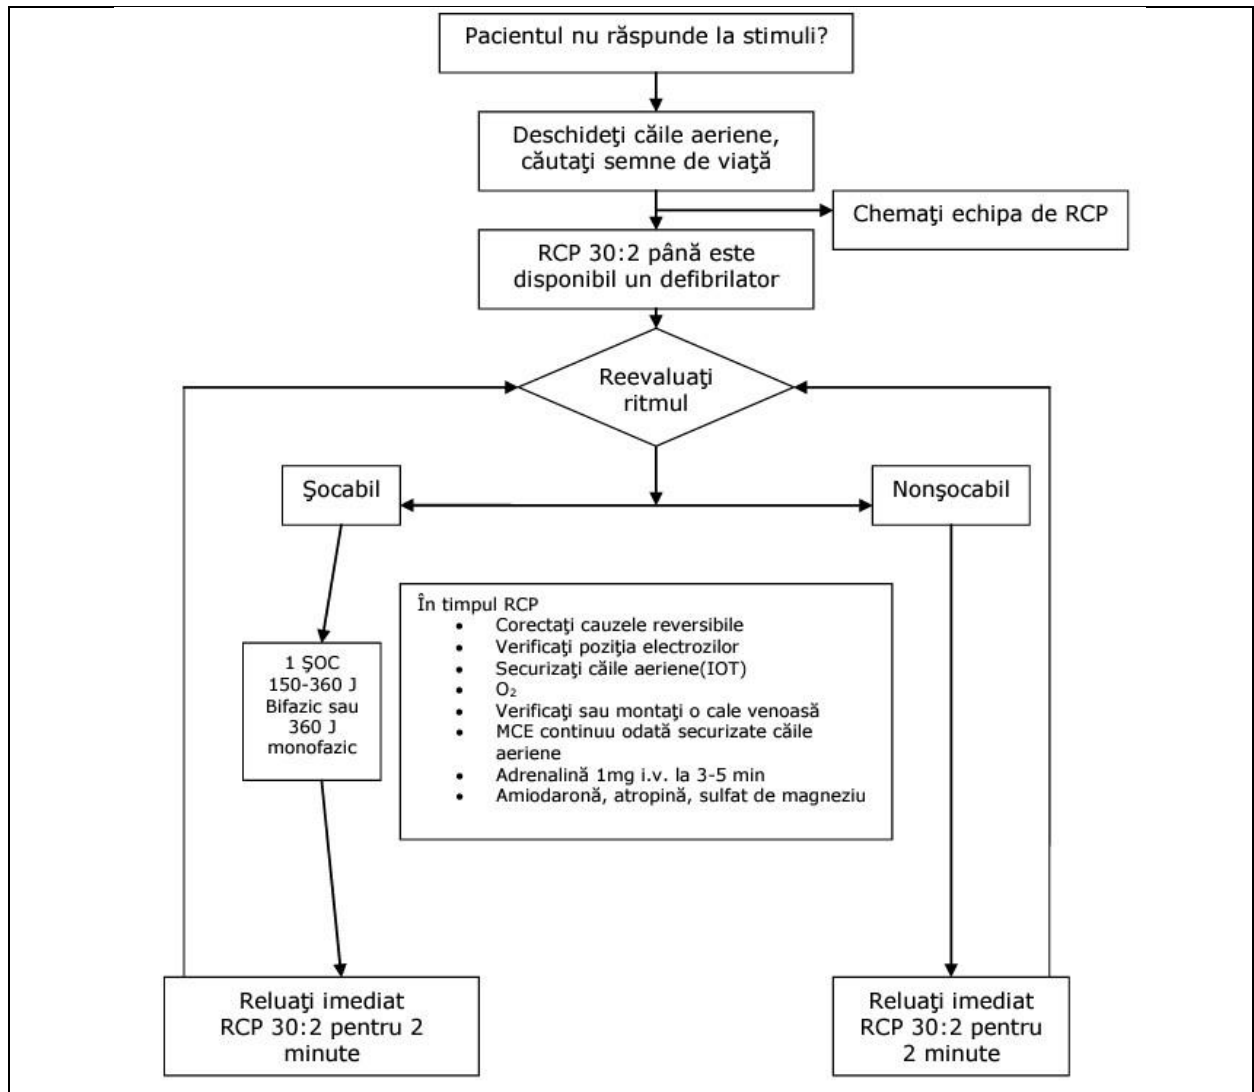 Pacientul nu răspunde la stimuli?
Deschideţi căile aeriene,
căutaţi semne de viaţă
Chemaţi echipa de RCP
RCP 30:2 până este
disponibil un defibrilator
Reevaluaţi
ritmul
Şocabil
Nonşocabil
În timpul RCP
• Corectaţi cauzele reversibile
• Verificaţi poziţia electrozilor
• Securizaţi căile aeriene(IOT)
• O₂
• Verificaţi sau montaţi o cale venoasă
• MCE continuu odată securizate căile
aeriene
• Adrenalină 1mg i.v. la 3-5 min
• Amiodaronă, atropină, sulfat de magneziu
1 ŞOC
150-360 J
Bifazic sau
360 J
monofazic
Reluaţi imediat
RCP 30:2 pentru 2
minute
Reluaţi imediat
RCP 30:2 pentru
2 minute